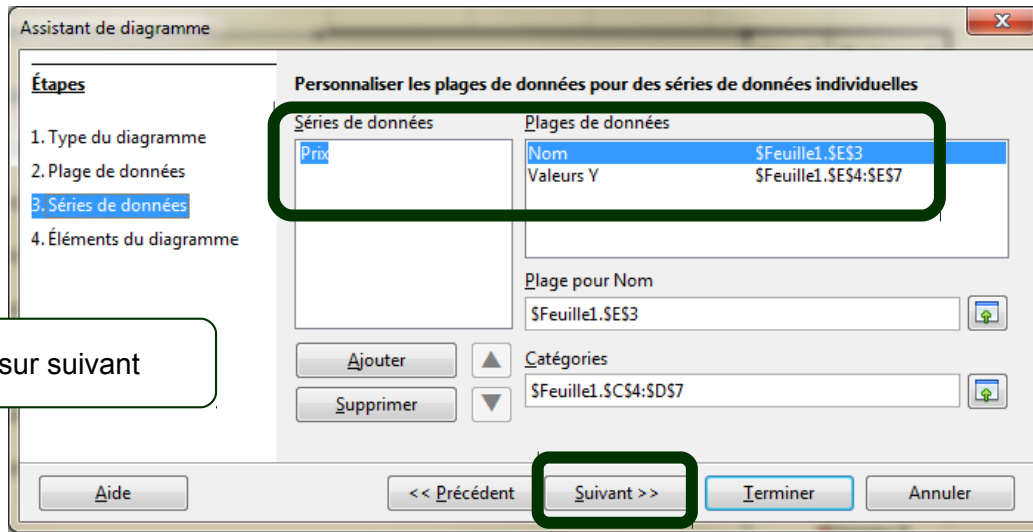 Assistant de diagramme
Étapes
1. Type du diagramme
2. Plage de données
3. Séries de données
4. Éléments du diagramme
sur suivant
Personnaliser les plages de données pour des séries de données individuelles
Séries de données
Prix
Plages de données
Nom $Feuille1.$E$3
Valeurs Y $Feuille1.$E$4:$E$7
Plage pour Nom
$Feuille1.$E$3
Ajouter
Supprimer
Catégories
$Feuille1.$C$4:$D$7
Aide
<< Précédent
Suivant >>
Terminer
Annuler